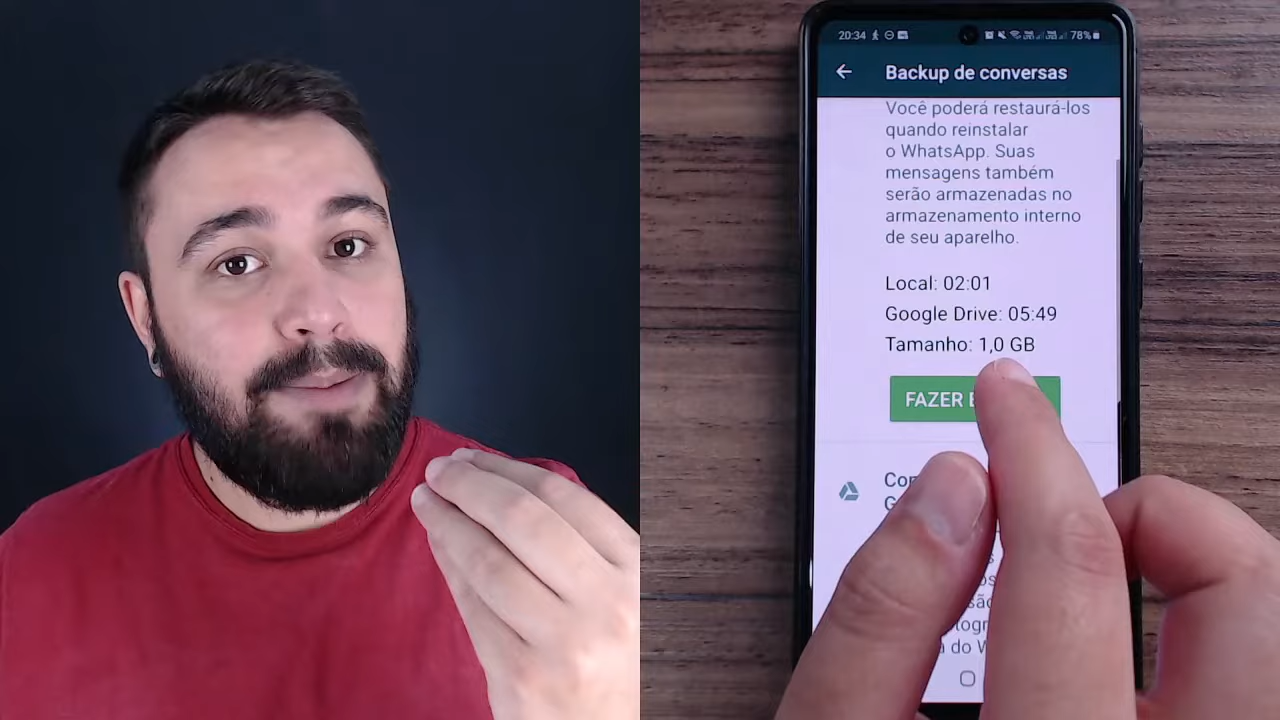 20:34
78%
Backup de conversas
Você poderá restaurá-los
quando reinstalar
o WhatsApp. Suas
mensagens também
serão armazenadas no
armazenamento interno
de seu aparelho.
Local: 02:01
Google Drive: 05:49
Tamanho: 1,0 GB
FAZER